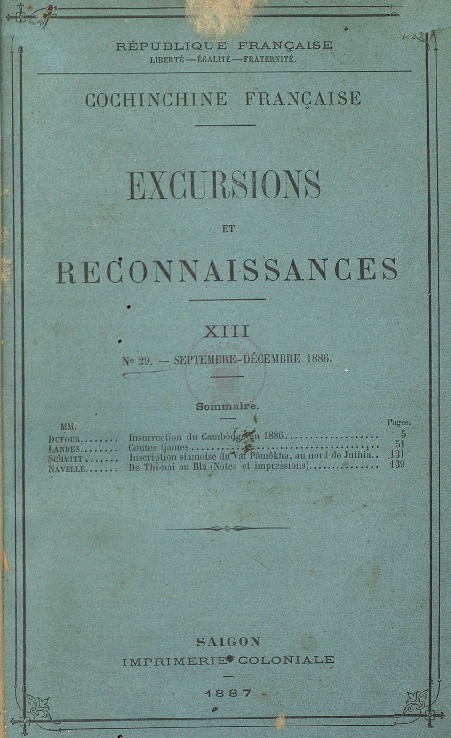 RÉPUBLIQUE FRANÇAISE
LIBERTÉ—ÉGALITÉ—FRATERNITÉ.
COCHINCHINE FRANÇAISE
EXCURSIONS
ET
RECONNAISSANCES
XIII
No 29. — SEPTEMBRE-DÉCEMBRE 1886.
Sommaire.
MM. Pages.
DUFOUR....... Insurrection du Cambodge en 1886................... 5
LANDES....... Contes tjames........................................ 51
SCHMITT...... Inscription siamoise du Vat Pamokha, au nord de Juthia.. 131
NAVELLE...... De Thi-nai au Bla (Notes et impressions).............. 139
SAIGON
IMPRIMERIE COLONIALE
1887